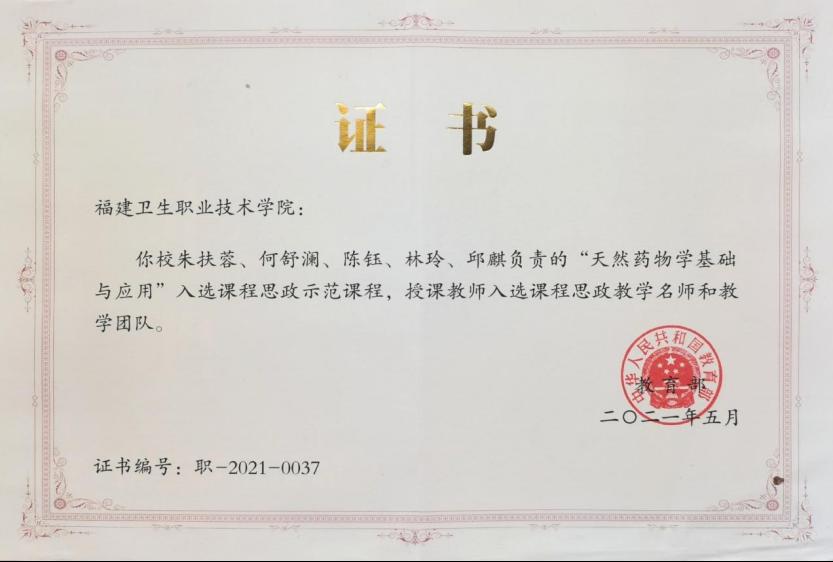 证书
福建卫生职业技术学院：
你校朱扶蓉、何舒澜、陈钰、林玲、邱麒负责的“天然药物学基础
与应用”入选课程思政示范课程，授课教师入选课程思政教学名师和教
学团队。
中华人民共和国教育部
教育部
二〇二一年五月
证书编号：职-2021-0037